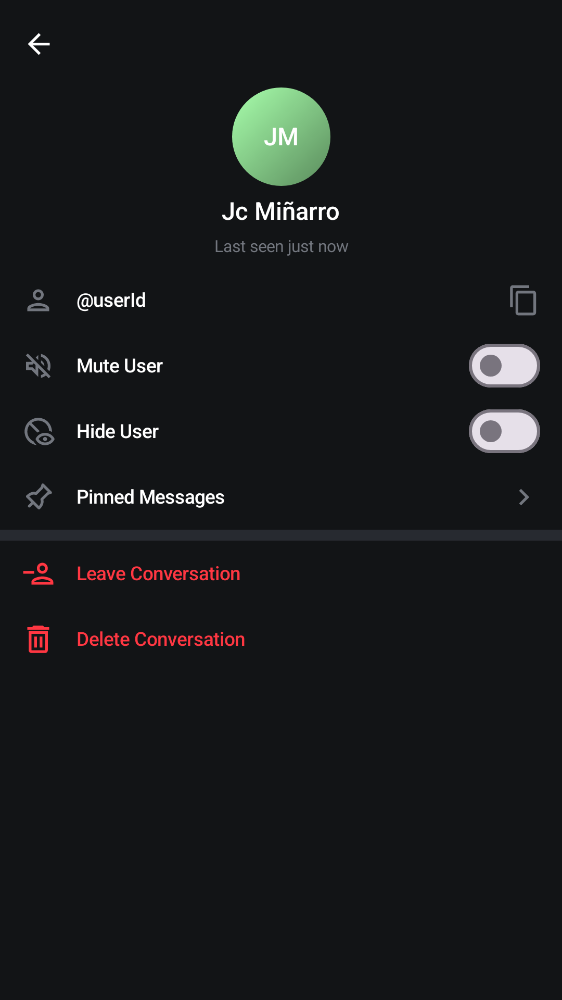 JM
Jc Miñarro
Last seen just now
@userId
Mute User
Hide User
Pinned Messages
Leave Conversation
Delete Conversation